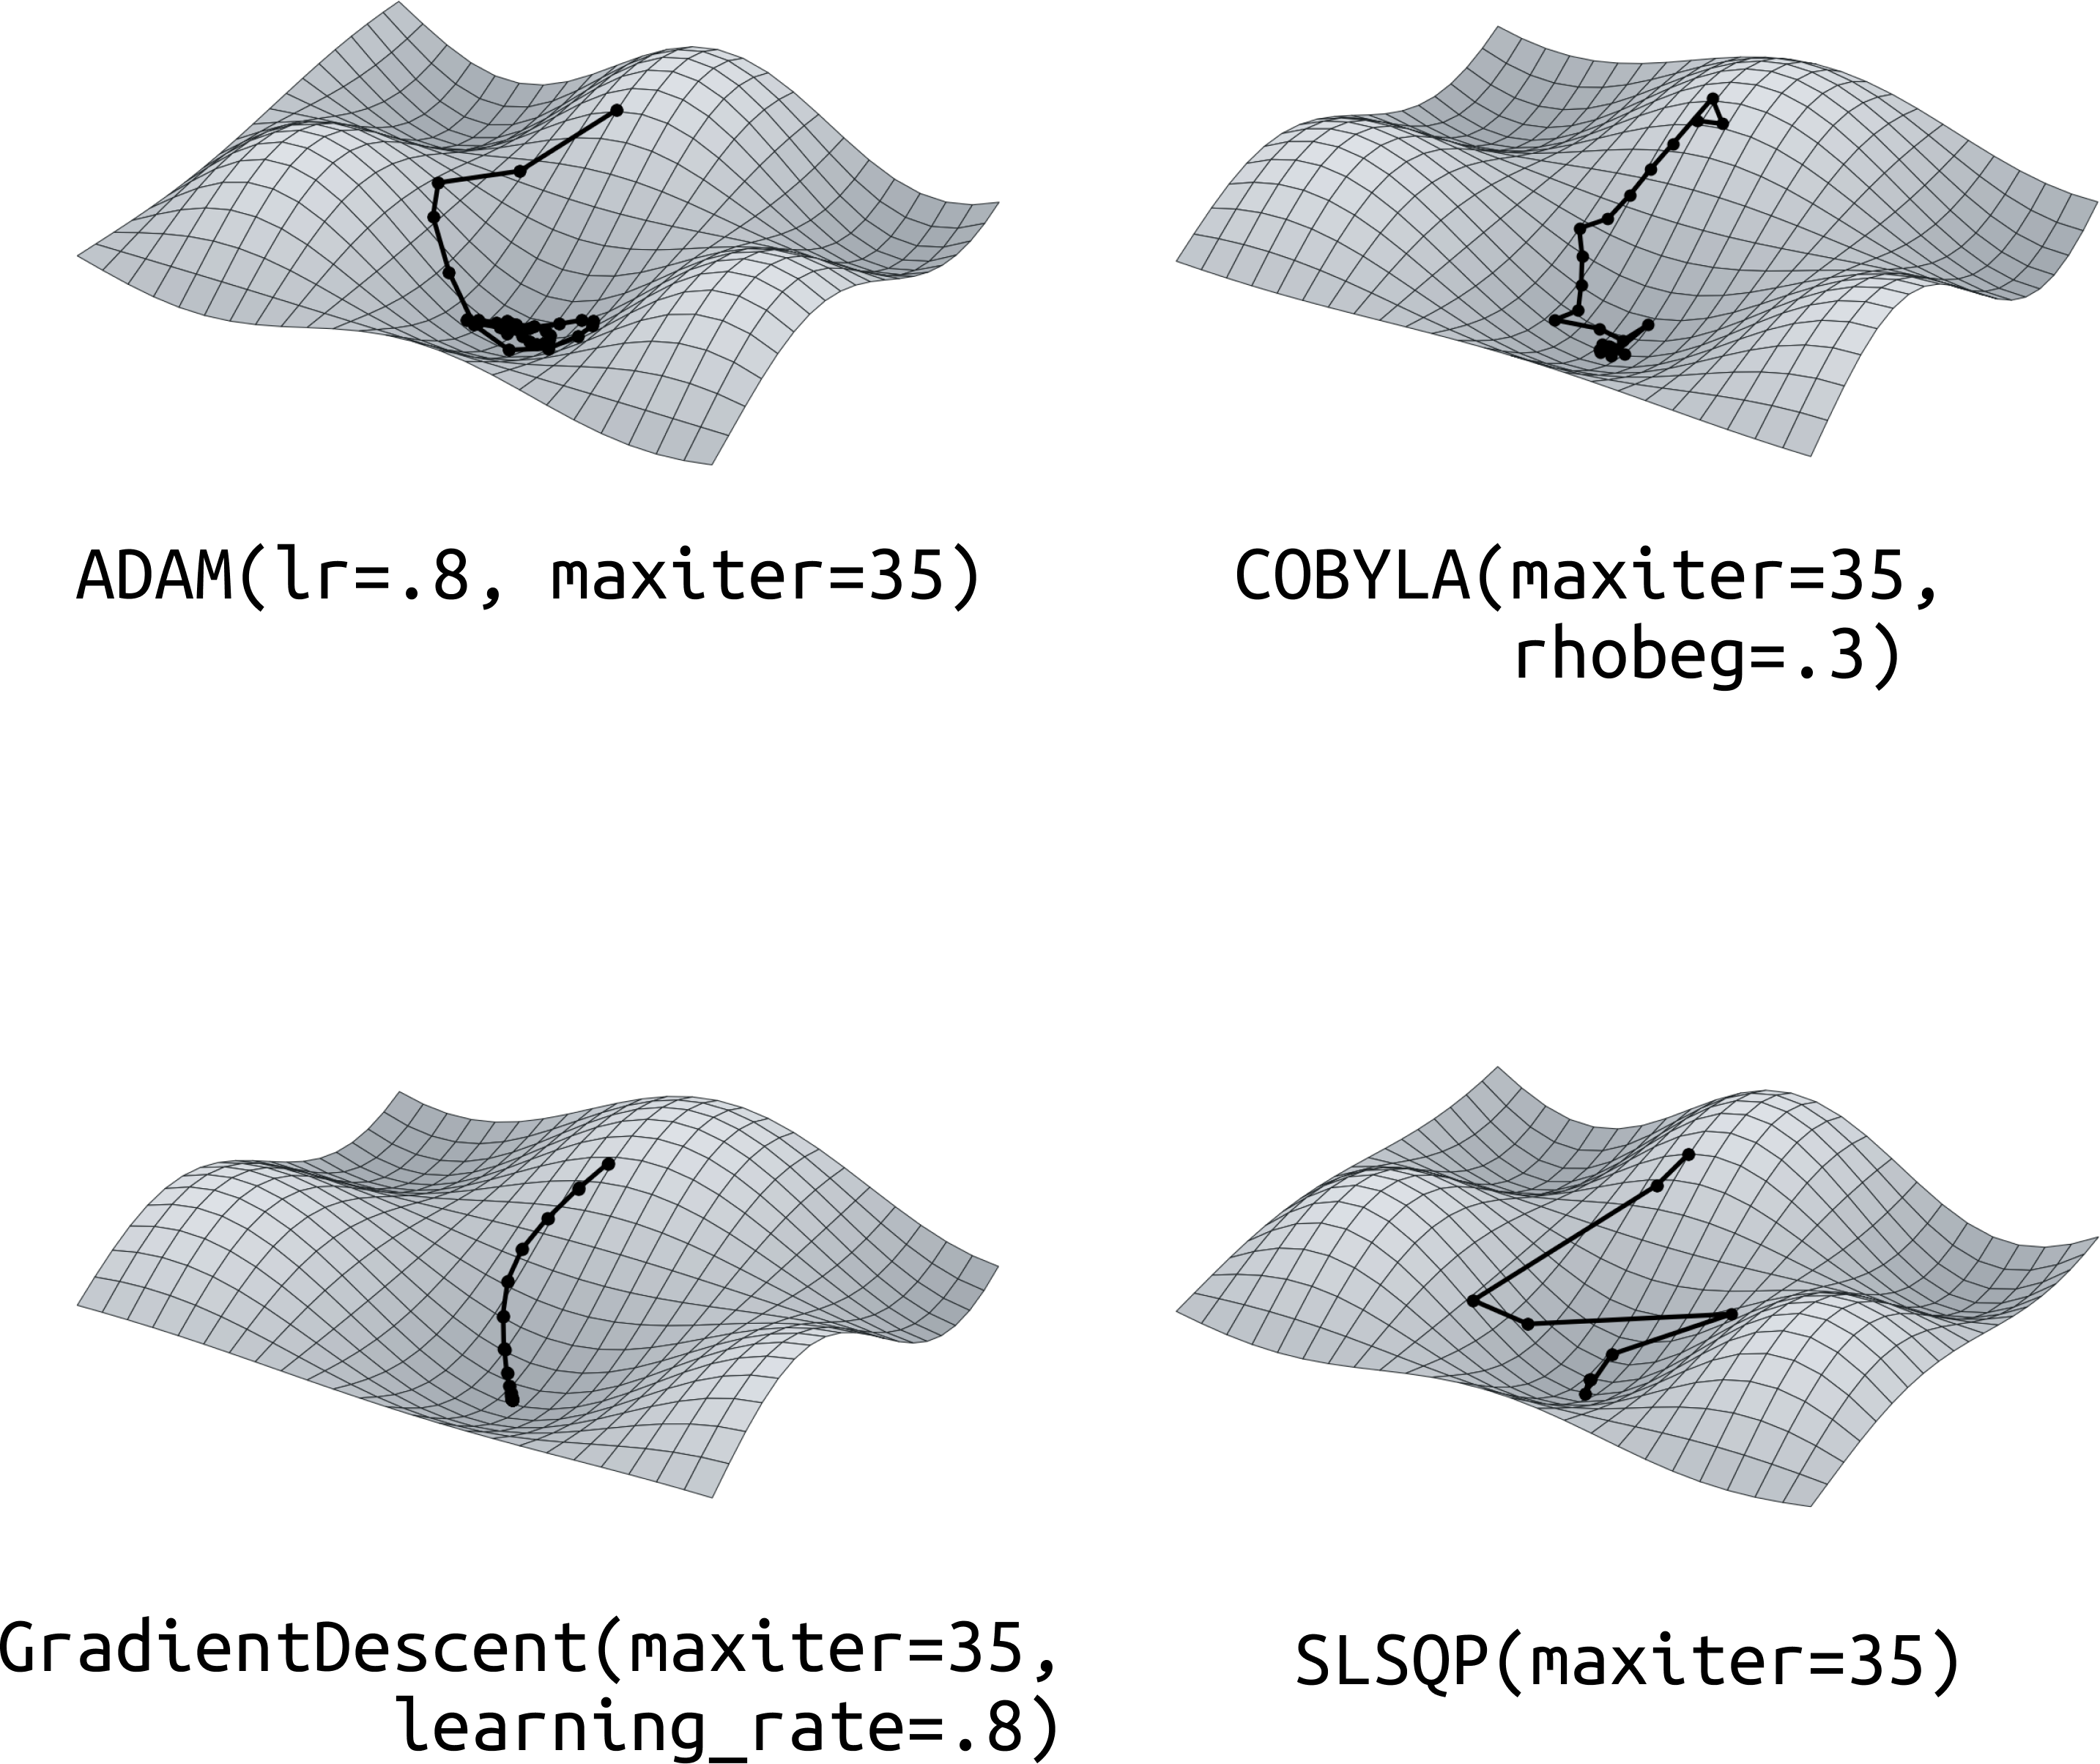 ADAM(lr=.8, maxiter=35)
COBYLA(maxiter=35,
rhobeg=.3)
GradientDescent(maxiter=35,
learning_rate=.8)
SLSQP(maxiter=35)